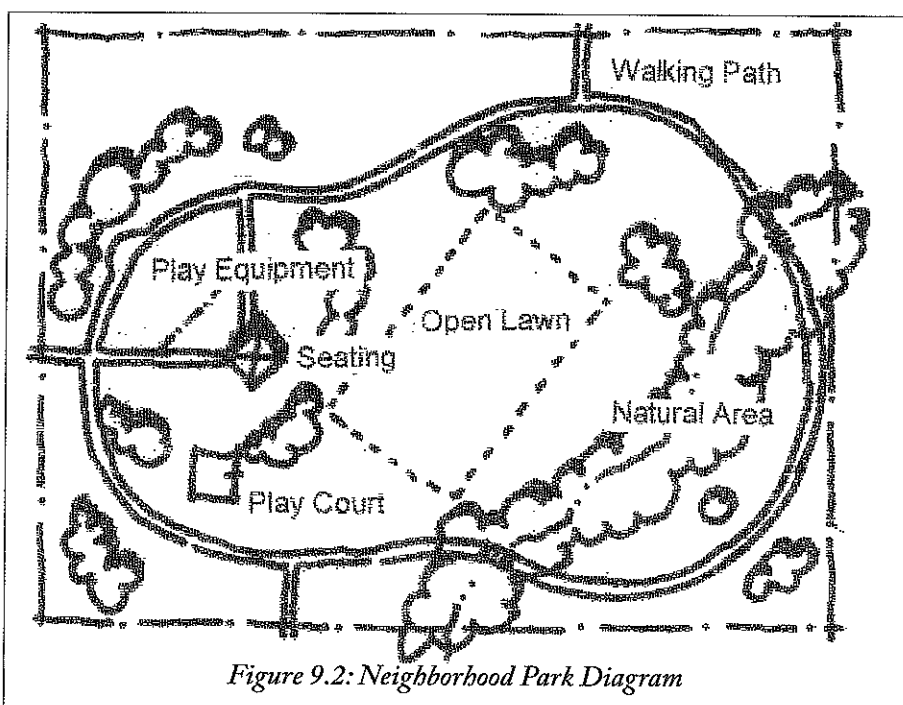 Walking Path
Play Equipment
Open Lawn
Seating
Natural Area
Play Court
Figure 9.2: Neighborhood Park Diagram